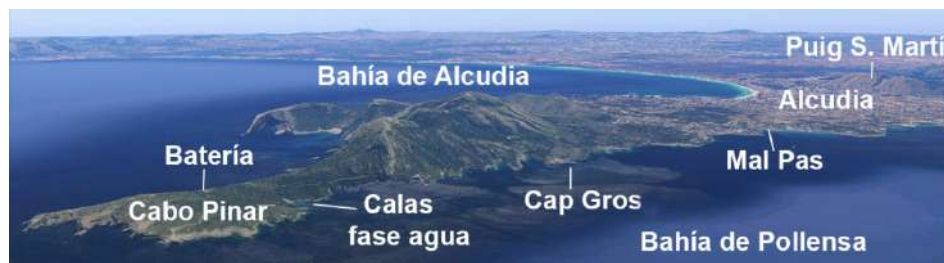 Puig S. Marti
Bahía de Alcudia
Alcudia
Batería
Mal Pas
Cabo Pinar
Calas
fase agua
Cap Gros
Bahía de Pollensa